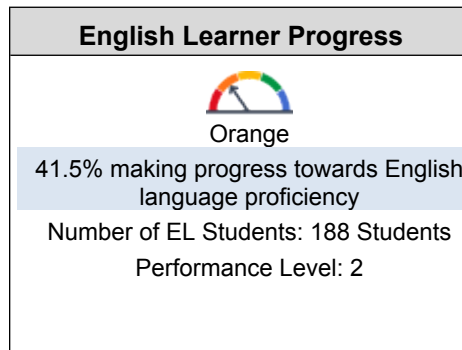 English Learner Progress
Orange
41.5% making progress towards English
language proficiency
Number of EL Students: 188 Students
Performance Level: 2